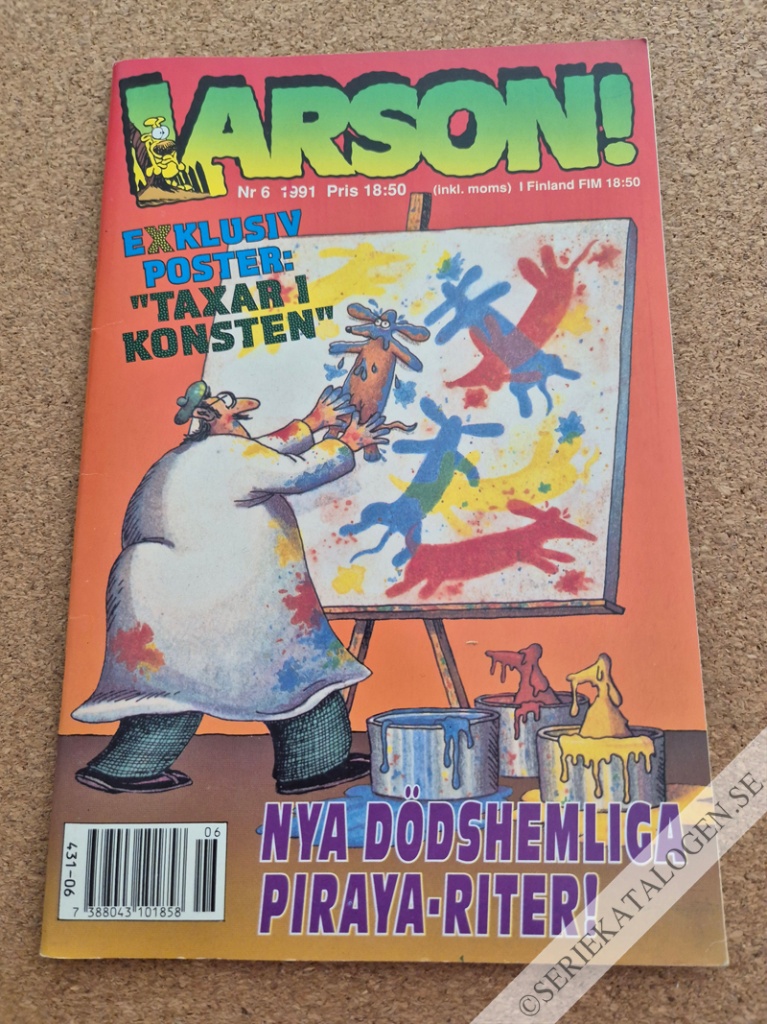 LARSON!
Nr 6 1991 Pris 18:50 (inkl. moms) I Finland FIM 18:50
EXKLUSIV
POSTER:
"TAXAR I
KONSTEN"
NYA DÖDSHEMLIGA
PIRAYA-RITER!
06
431-06
7 388043 101858
©SERIEKATALOGEN.SE